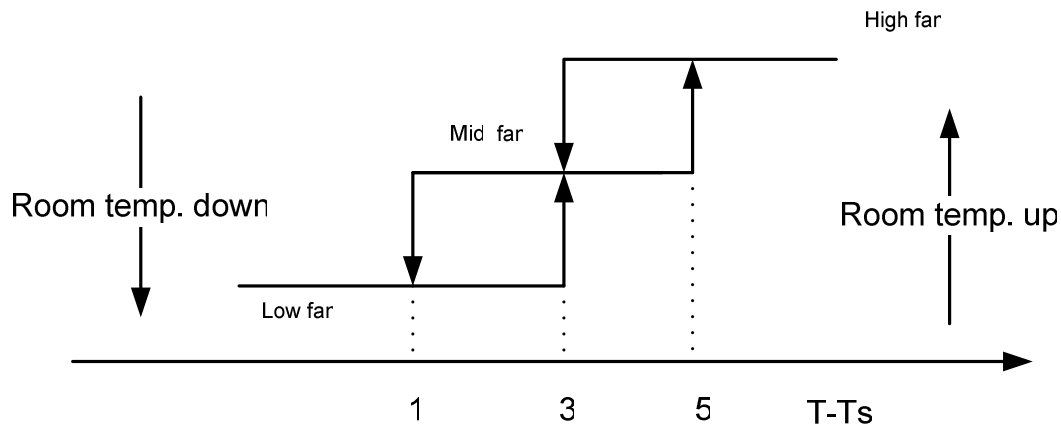 High far
Mid far
Room temp. down
Room temp. up
Low far
1 3 5 T-Ts